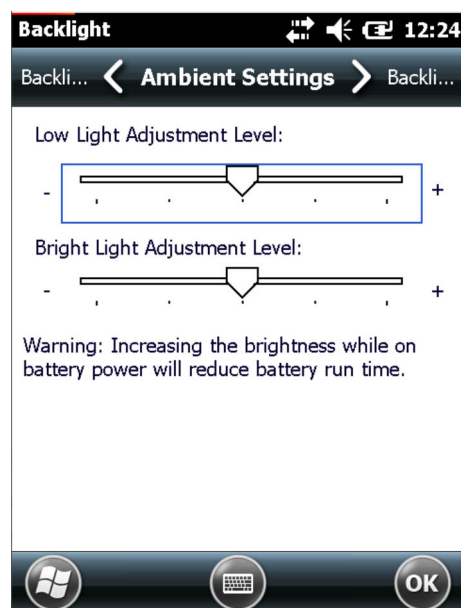 Backlight 12:24
Backli... Ambient Settings Backli...
Low Light Adjustment Level:
- +
Bright Light Adjustment Level:
- +
Warning: Increasing the brightness while on
battery power will reduce battery run time.
OK